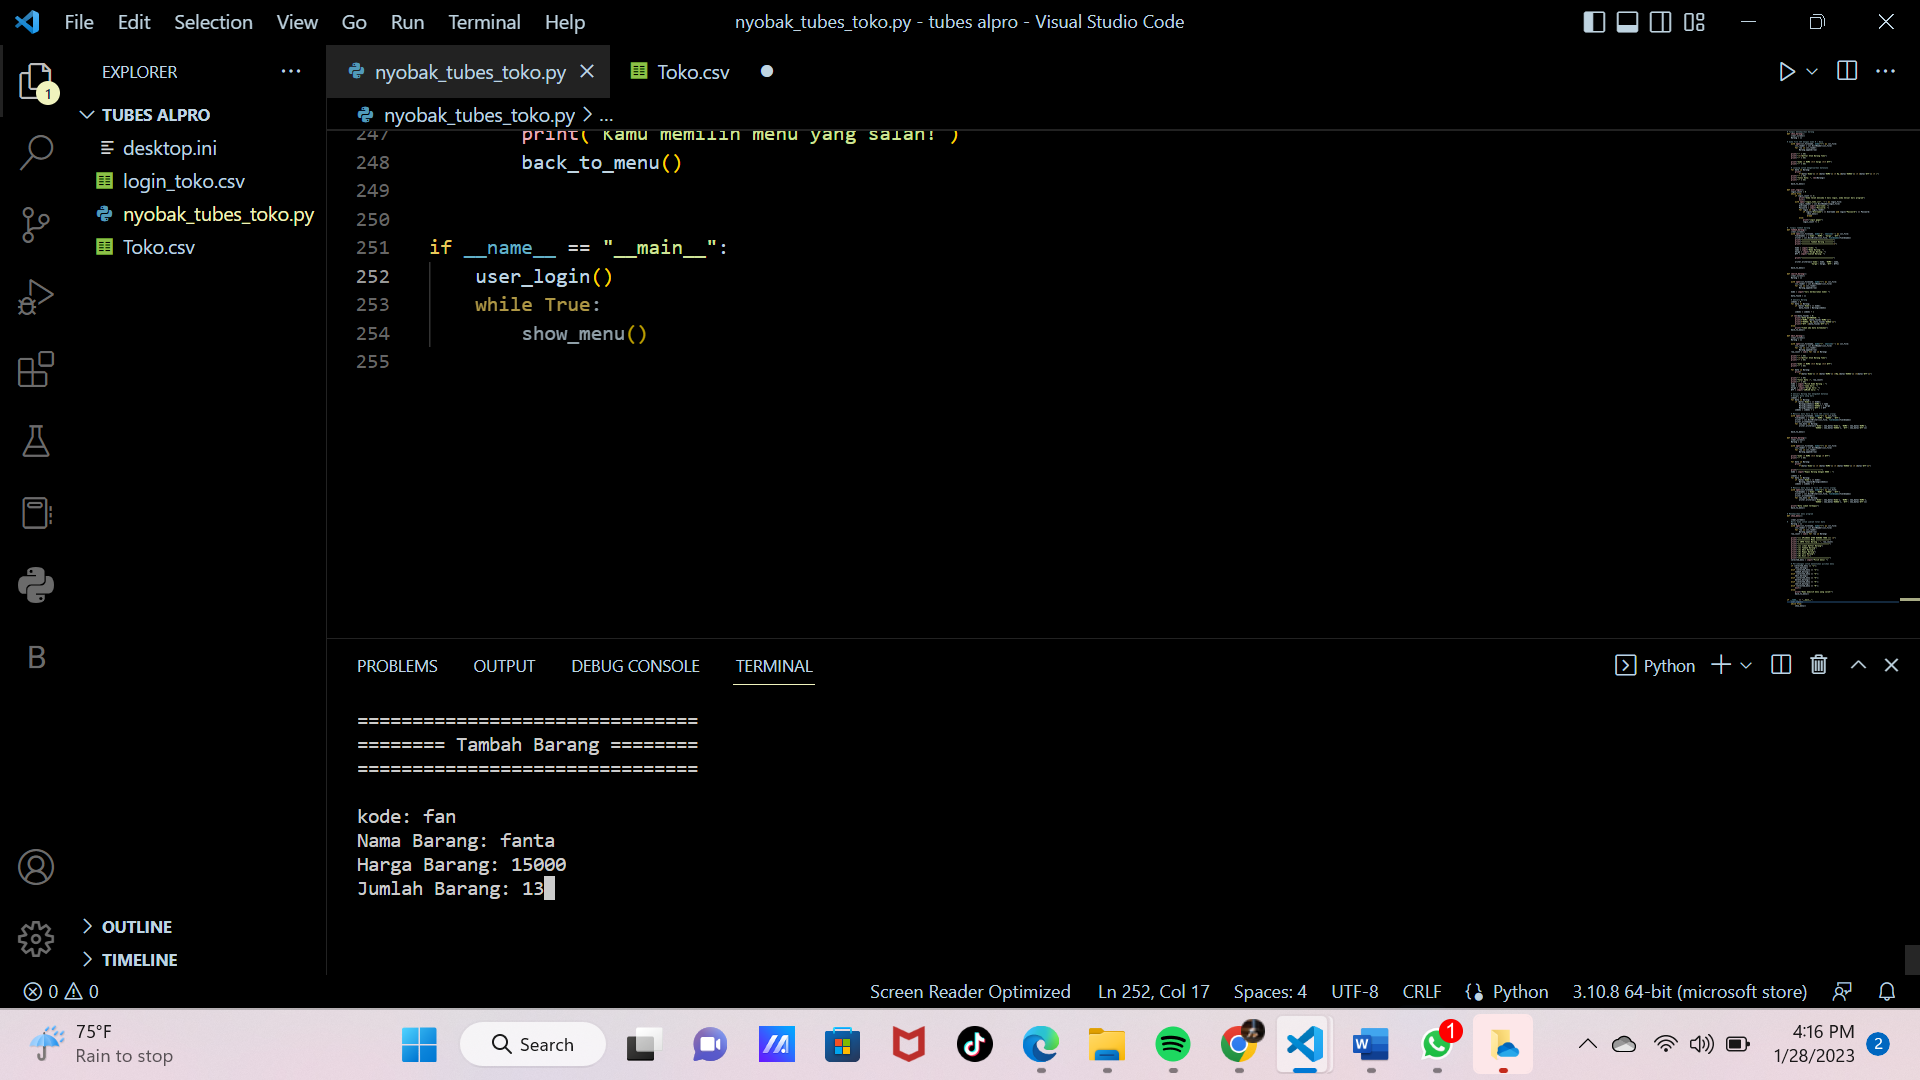 File Edit Selection View Go Run Terminal Help
nyobak_tubes_toko.py - tubes alpro - Visual Studio Code
EXPLORER
1
TUBES ALPRO
desktop.ini
login_toko.csv
nyobak_tubes_toko.py
Toko.csv
OUTLINE
TIMELINE
nyobak_tubes_toko.py
Toko.csv
nyobak_tubes_toko.py > ...
247 print("Kamu memilih menu yang salah!")
248 back_to_menu()
249
250
251 if __name__ == "__main__":
252 user_login()
253 while True:
254 show_menu()
255
PROBLEMS OUTPUT DEBUG CONSOLE TERMINAL
Python
===============================
======== Tambah Barang ========
===============================
kode: fan
Nama Barang: fanta
Harga Barang: 15000
Jumlah Barang: 13
0 0
Screen Reader Optimized Ln 252, Col 17 Spaces: 4 UTF-8 CRLF Python 3.10.8 64-bit (microsoft store)
75°F
Rain to stop
Search
1
4:16 PM
1/28/2023
2